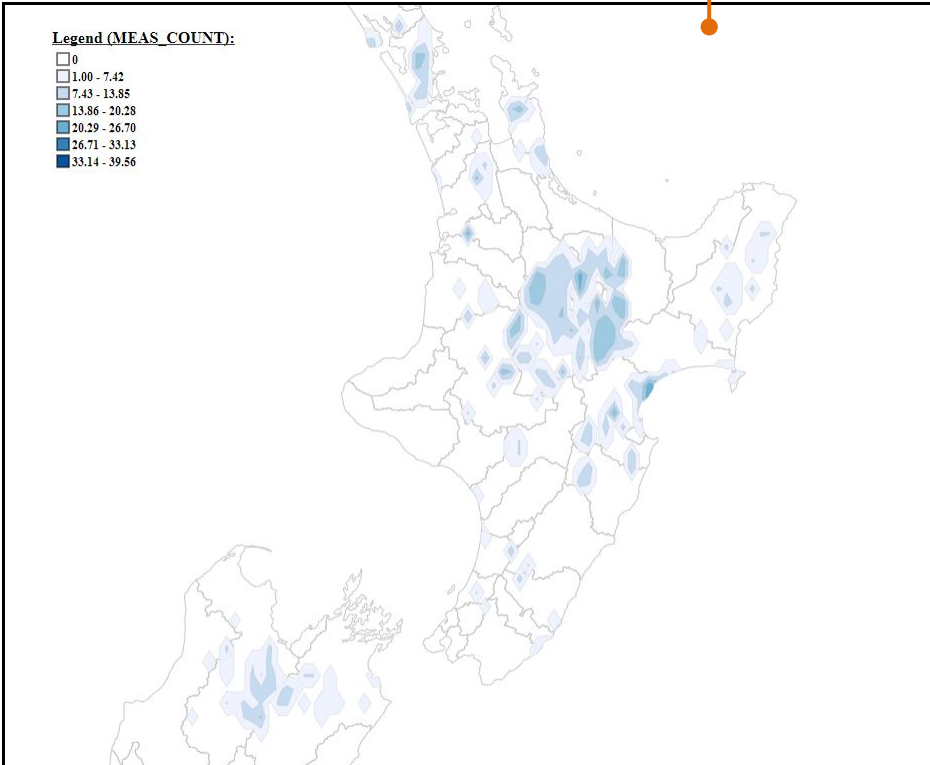 Legend (MEAS_COUNT):
0
1.00 - 7.42
7.43 - 13.85
13.86 - 20.28
20.29 - 26.70
26.71 - 33.13
33.14 - 39.56